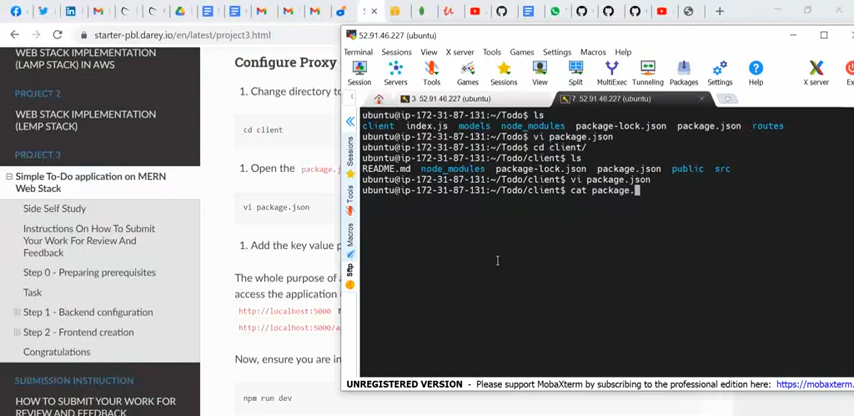 starter-pbl.darey.io/en/latest/project3.html
WEB STACK IMPLEMENTATION
(LAMP STACK) IN AWS
PROJECT 2
WEB STACK IMPLEMENTATION
(LEMP STACK)
PROJECT 3
Simple To-Do application on MERN
Web Stack
Side Self Study
Instructions On How To Submit
Your Work For Review And
Feedback
Step 0 - Preparing prerequisites
Task
Step 1 - Backend configuration
Step 2 - Frontend creation
Congratulations
SUBMISSION INSTRUCTION
HOW TO SUBMIT YOUR WORK FOR
REVIEW AND FEEDBACK
Configure Proxy
1. Change directory to
cd client
1. Open the
vi package.json
1. Add the key value p
The whole purpose of
access the application
http://localhost:5000
http://localhost:5000/a
Now, ensure you are in
npm run dev
52.91.46.227 (ubuntu)
Terminal Sessions View X server Tools Games Settings Macros Help
Session Servers Tools Games Sessions View Split MultiExec Tunneling Packages Settings Help X server Ex
3. 52.91.46.227 (ubuntu)
7. 52.91.46.227 (ubuntu)
Sessions
Tools
Macros
Sftp
ubuntu@ip-172-31-87-131:~/Todo$ ls
client index.js models node_modules package-lock.json package.json routes
ubuntu@ip-172-31-87-131:~/Todo$ vi package.json
ubuntu@ip-172-31-87-131:~/Todo$ cd client/
ubuntu@ip-172-31-87-131:~/Todo/client$ ls
README.md node_modules package-lock.json package.json public src
ubuntu@ip-172-31-87-131:~/Todo/client$ vi package.json
ubuntu@ip-172-31-87-131:~/Todo/client$ cat package.
UNREGISTERED VERSION - Please support MobaXterm by subscribing to the professional edition here: https://mobaxterm.